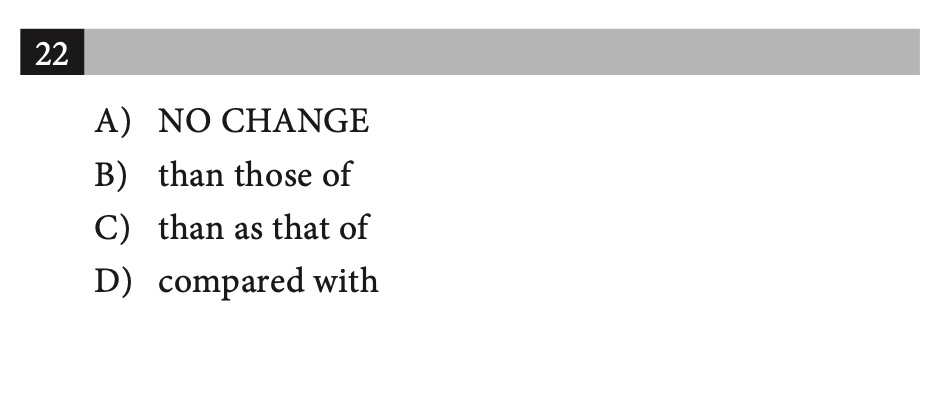 22
A) NO CHANGE
B) than those of
C) than as that of
D) compared with